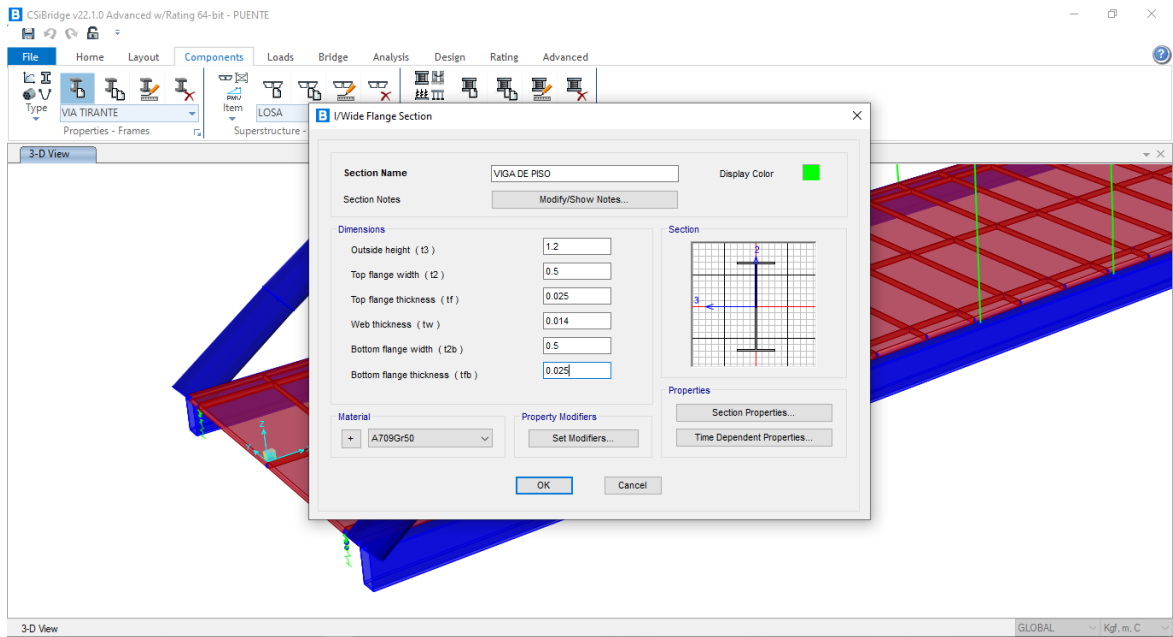 CSiBridge v22.1.0 Advanced w/Rating 64-bit - PUENTE
File Home Layout Components Loads Bridge Analysis Design Rating Advanced
Type
VIA TIRANTE
Properties - Frames
PMU
Item
LOSA
Superstructure -
3-D View
I/Wide Flange Section
Section Name VIGA DE PISO Display Color
Section Notes Modify/Show Notes...
Dimensions
Outside height ( t3 ) 1.2
Top flange width ( t2 ) 0.5
Top flange thickness ( tf ) 0.025
Web thickness ( tw ) 0.014
Bottom flange width ( t2b ) 0.5
Bottom flange thickness ( tfb ) 0.025
Section
2
3
Properties
Section Properties...
Time Dependent Properties...
Material
+ A709Gr50
Property Modifiers
Set Modifiers...
OK Cancel
Z
3-D View GLOBAL Kgf, m, C